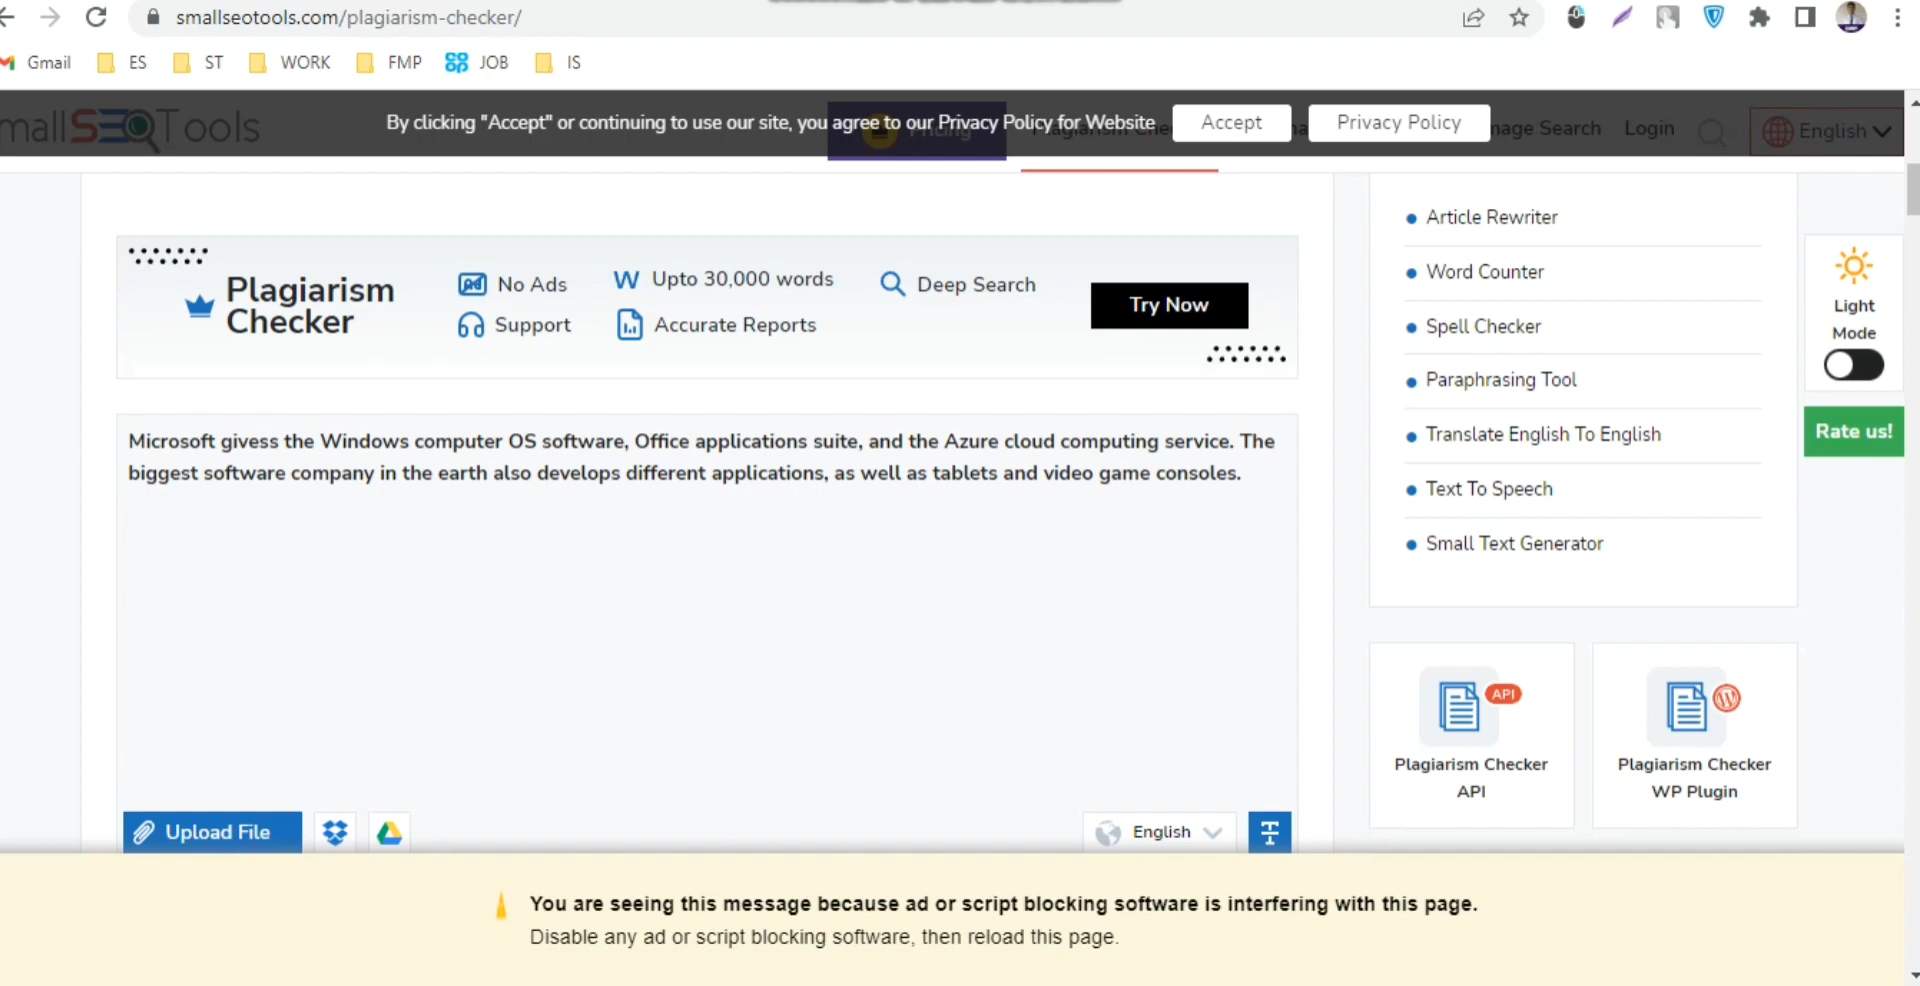 smallseotools.com/plagiarism-checker/
Gmail ES ST WORK FMP JOB IS
mallSEOTools
By clicking "Accept" or continuing to use our site, you agree to our Privacy Policy for Website Accept Privacy Policy
Pricing
mage Search Login English
Plagiarism
Checker
No Ads
Upto 30,000 words
Deep Search
Support
Accurate Reports
Try Now
Microsoft givess the Windows computer OS software, Office applications suite, and the Azure cloud computing service. The
biggest software company in the earth also develops different applications, as well as tablets and video game consoles.
Upload File
English
Article Rewriter
Word Counter
Spell Checker
Paraphrasing Tool
Translate English To English
Text To Speech
Small Text Generator
Light
Mode
Rate us!
API
Plagiarism Checker
API
Plagiarism Checker
WP Plugin
You are seeing this message because ad or script blocking software is interfering with this page.
Disable any ad or script blocking software, then reload this page.